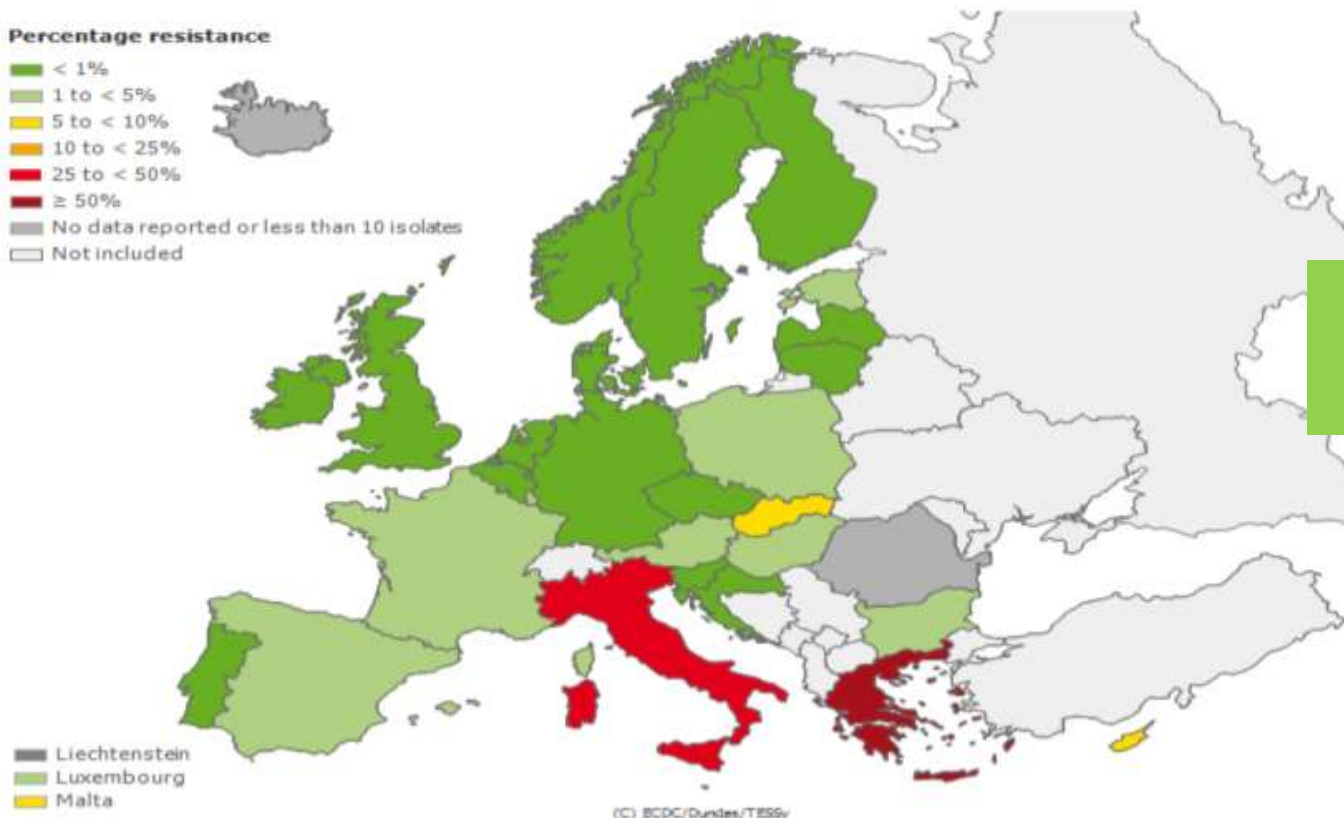 Percentage resistance
< 1%
1 to < 5%
5 to < 10%
10 to < 25%
25 to < 50%
≥ 50%
No data reported or less than 10 isolates
Not included
Liechtenstein
Luxembourg
Malta
(C) ECDC/Dundas/TESSy